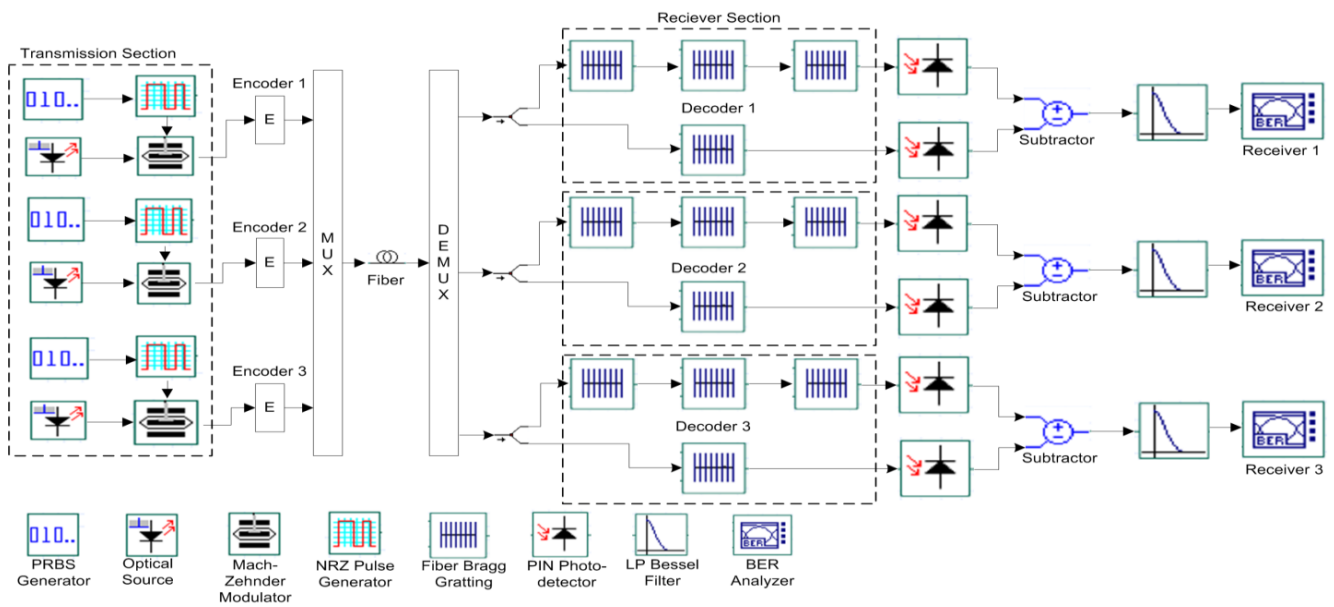 Transmission Section
Reciever Section
010..
Encoder 1
E
Decoder 1
Subtractor
BER
Receiver 1
010..
Encoder 2
E
MUX
Fiber
DEMUX
Decoder 2
Subtractor
BER
Receiver 2
010..
Encoder 3
E
Decoder 3
Subtractor
BER
Receiver 3
010..
BER
PRBS
Generator
Optical
Source
Mach-
Zehnder
Modulator
NRZ Pulse
Generator
Fiber Bragg
Gratting
PIN Photo-
detector
LP Bessel
Filter
BER
Analyzer